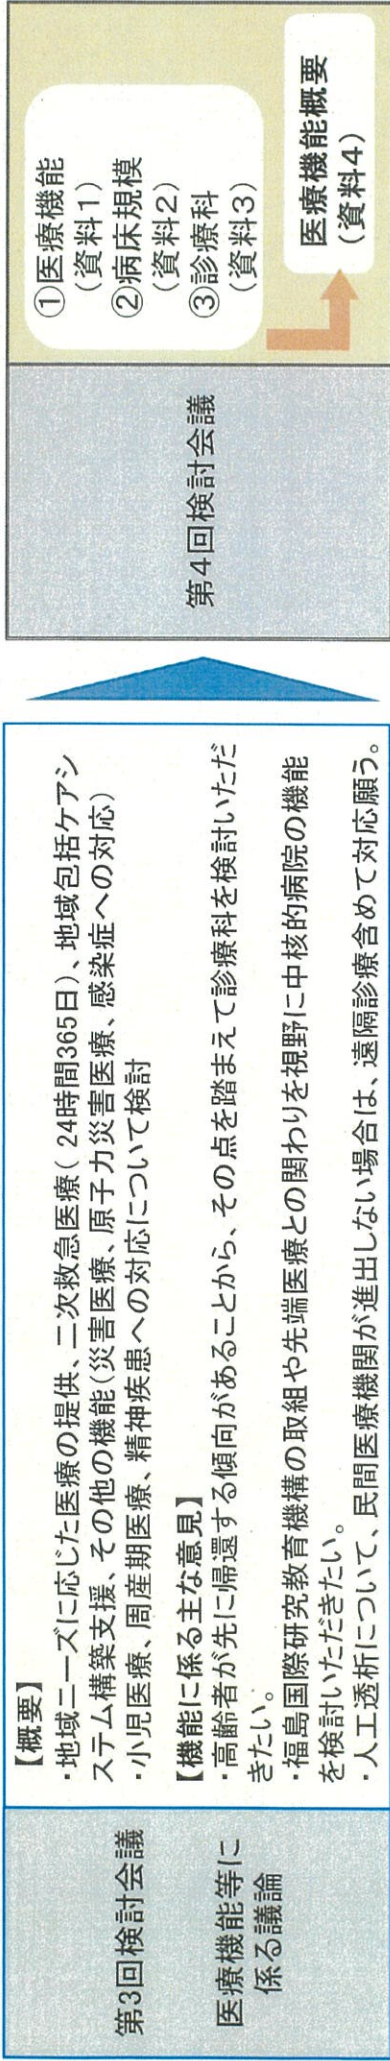 第3回検討会議
医療機能等に
係る議論
【概要】
・地域ニーズに応じた医療の提供、二次救急医療(24時間365日)、地域包括ケアシ
ステム構築支援、その他の機能(災害医療、原子力災害医療、感染症への対応)
・小児医療、周産期医療、精神疾患への対応について検討
【機能に係る主な意見】
・高齢者が先に帰還する傾向があることから、その点を踏まえて診療科を検討いただ
きたい。
・福島国際研究教育機構の取組や先端医療との関わりを視野に中核的病院の機能
を検討いただきたい。
・人工透析について、民間医療機関が進出しない場合は、遠隔診療含めて対応願う。
第4回検討会議
①医療機能
(資料1)
②病床規模
(資料2)
③診療科
(資料3)
医療機能概要
(資料4)